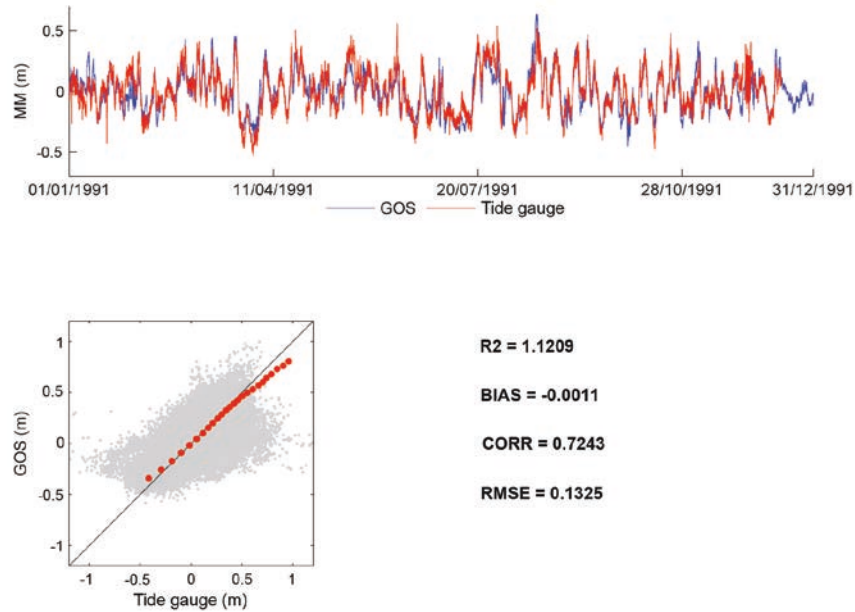 0.5
0
-0.5
MM (m)
01/01/1991 11/04/1991 20/07/1991 28/10/1991 31/12/1991
GOS Tide gauge
1
0.5
0
-0.5
-1
GOS (m)
-1 -0.5 0 0.5 1
Tide gauge (m)
R2 = 1.1209
BIAS = -0.0011
CORR = 0.7243
RMSE = 0.1325